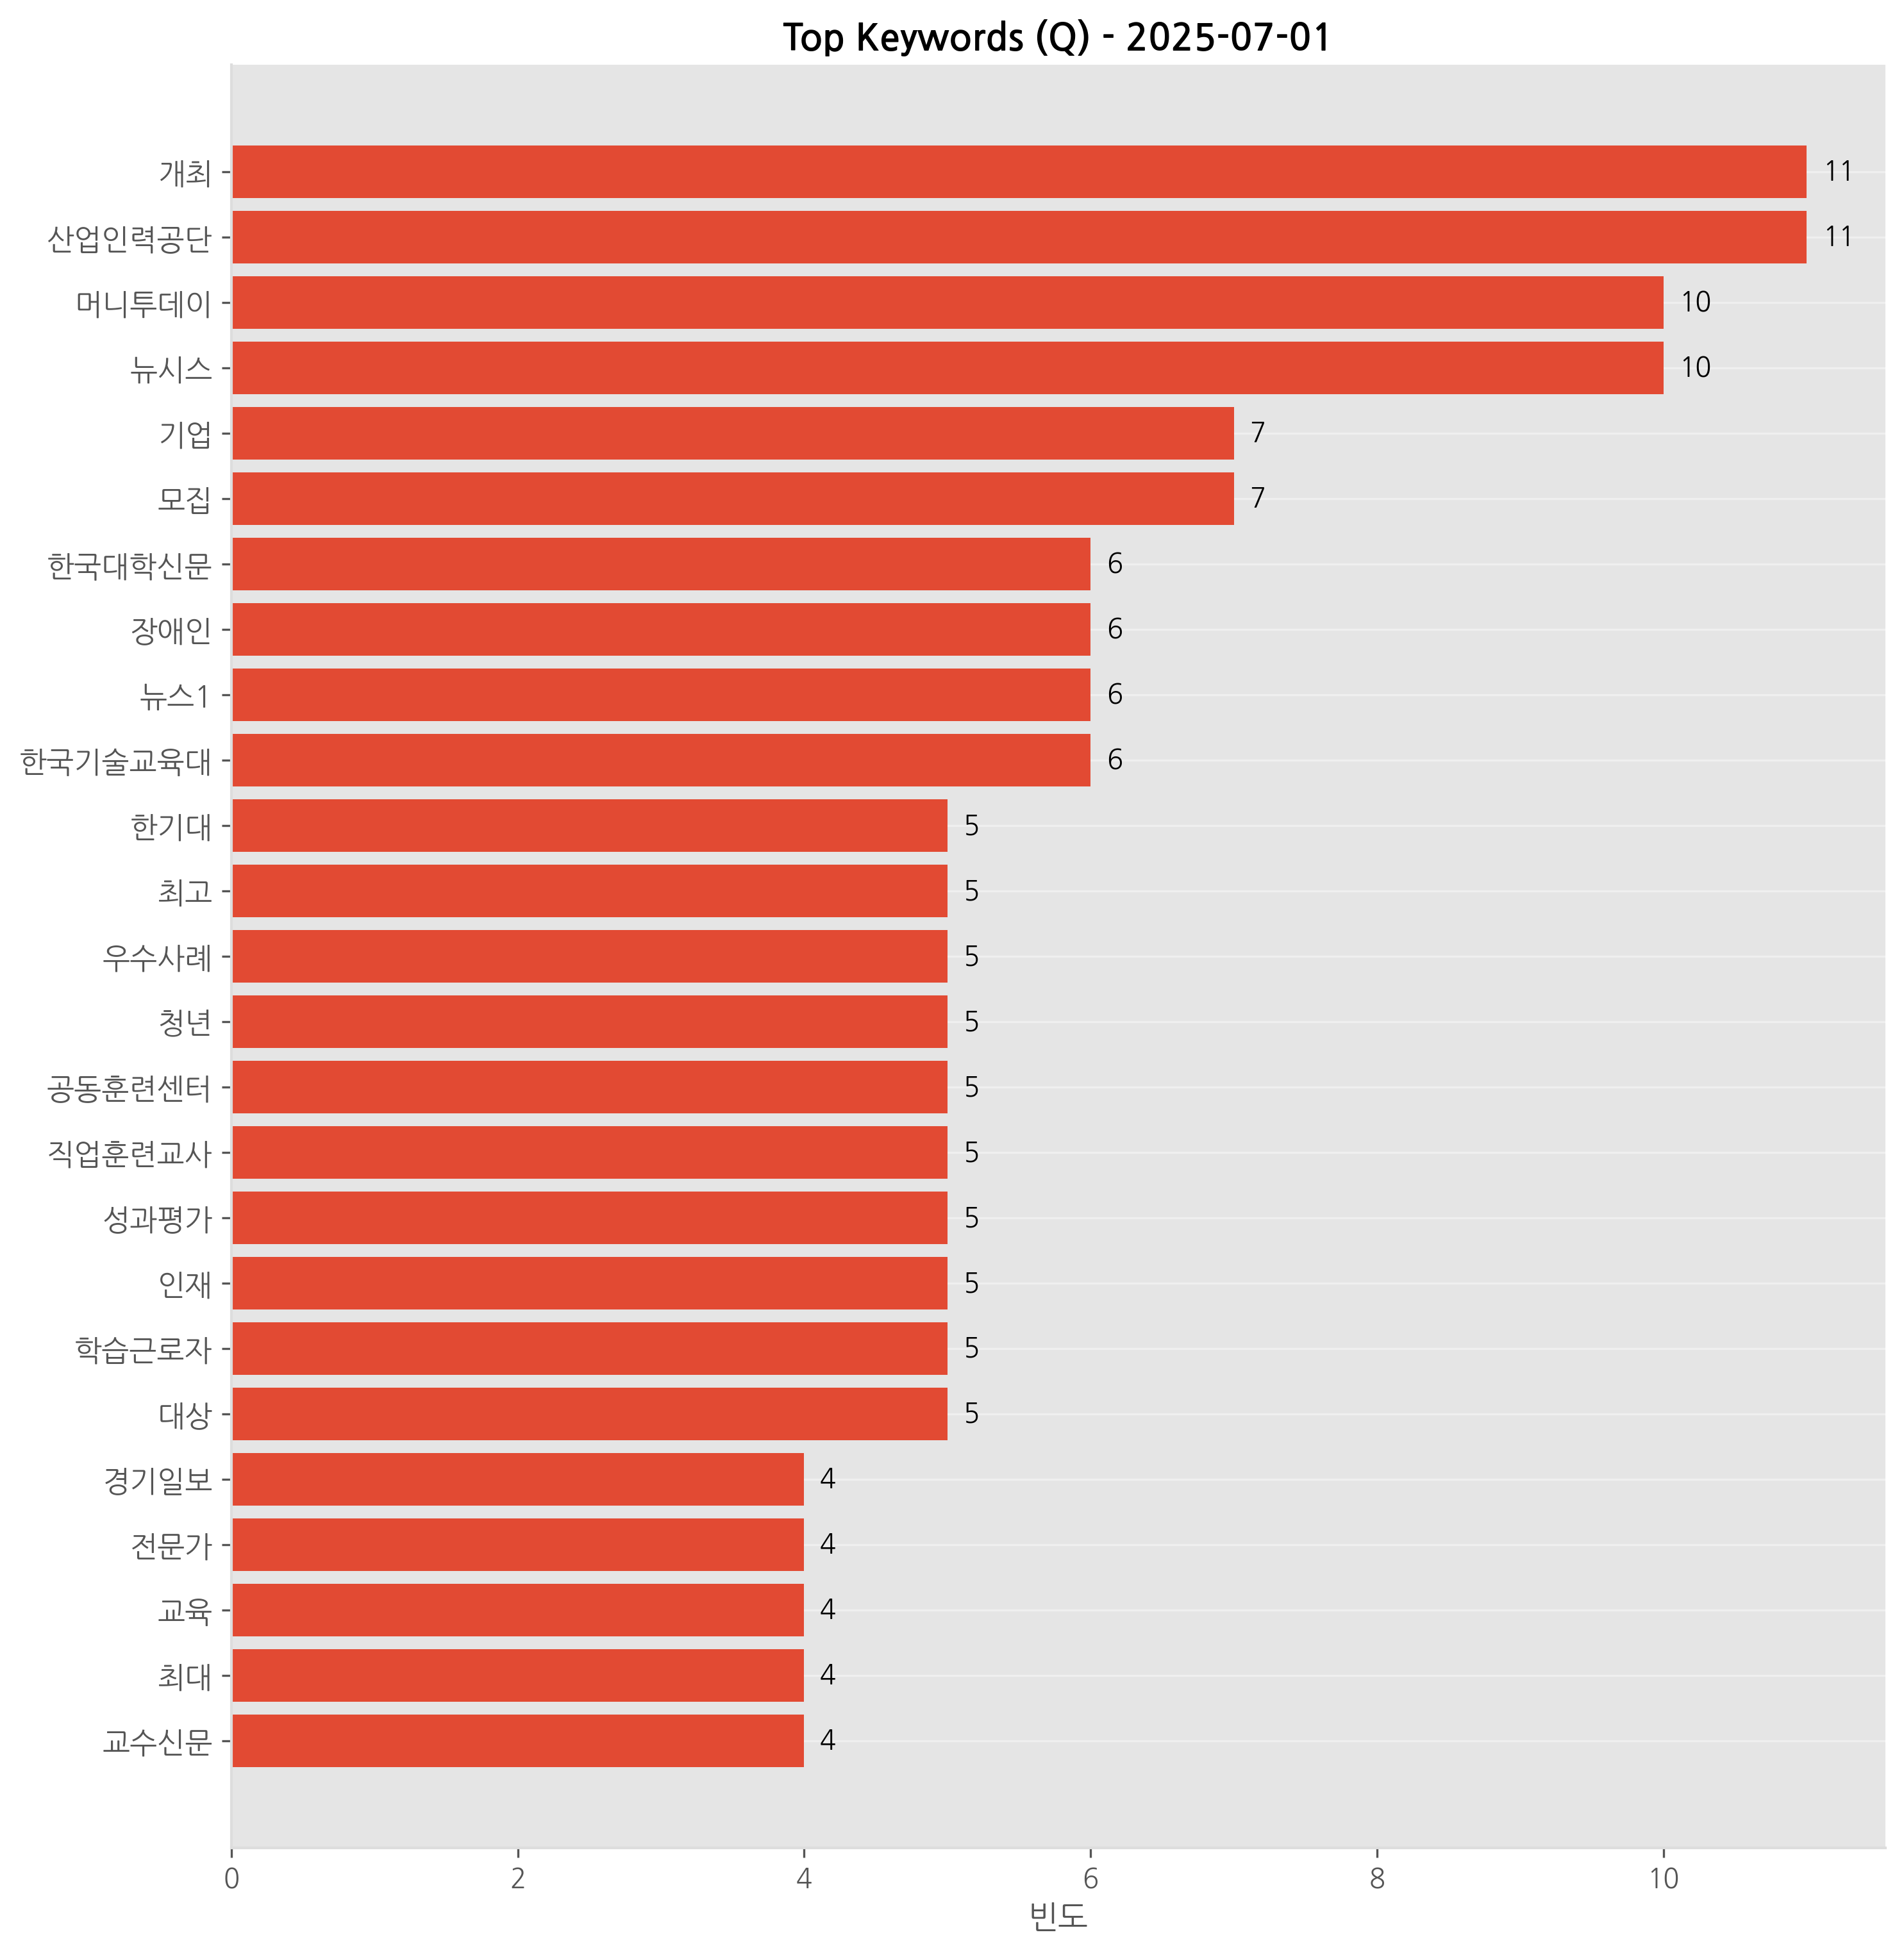 Top Keywords (Q) - 2025-07-01
개최 11
산업인력공단 11
머니투데이 10
뉴시스 10
기업 7
모집 7
한국대학신문 6
장애인 6
뉴스1 6
한국기술교육대 6
한기대 5
최고 5
우수사례 5
청년 5
공동훈련센터 5
직업훈련교사 5
성과평가 5
인재 5
학습근로자 5
대상 5
경기일보 4
전문가 4
교육 4
최대 4
교수신문 4
0 2 4 6 8 10
빈도